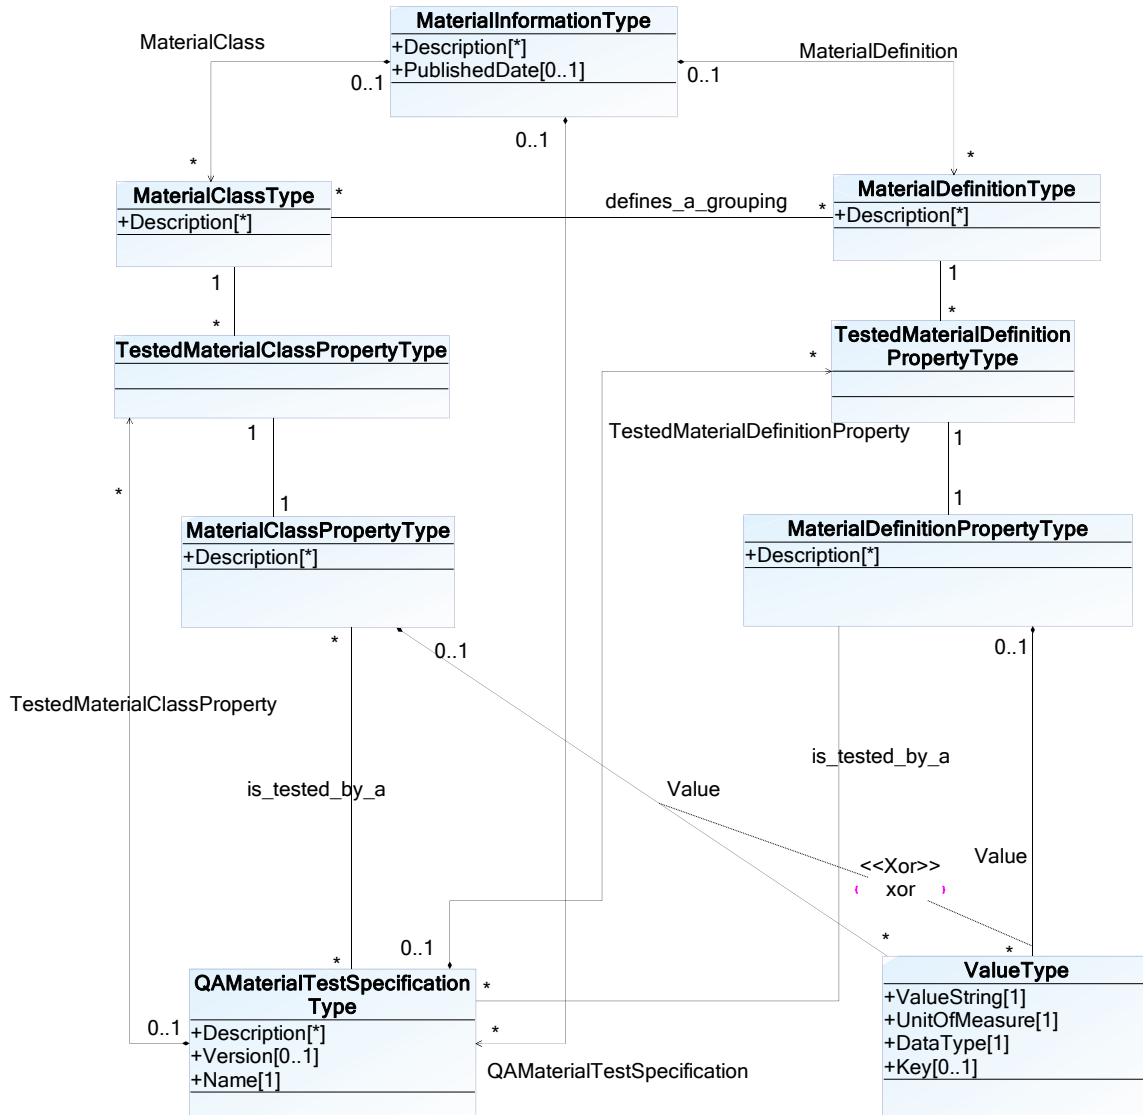 MaterialInformationType
+Description[*]
+PublishedDate[0..1]
MaterialClass
MaterialDefinition
0..1
0..1
0..1
*
*
MaterialClassType
+Description[*]
*
defines_a_grouping
*
MaterialDefinitionType
+Description[*]
1
*
1
*
TestedMaterialClassPropertyType
TestedMaterialDefinition
PropertyType
*
TestedMaterialDefinitionProperty
1
1
*
1
1
MaterialClassPropertyType
+Description[*]
MaterialDefinitionPropertyType
+Description[*]
*
0..1
0..1
TestedMaterialClassProperty
is_tested_by_a
is_tested_by_a
Value
Value
<<Xor>>
{ xor }
0..1
*
*
*
QAMaterialTestSpecification
Type
+Description[*]
+Version[0..1]
+Name[1]
0..1
*
*
QAMaterialTestSpecification
ValueType
+ValueString[1]
+UnitOfMeasure[1]
+DataType[1]
+Key[0..1]